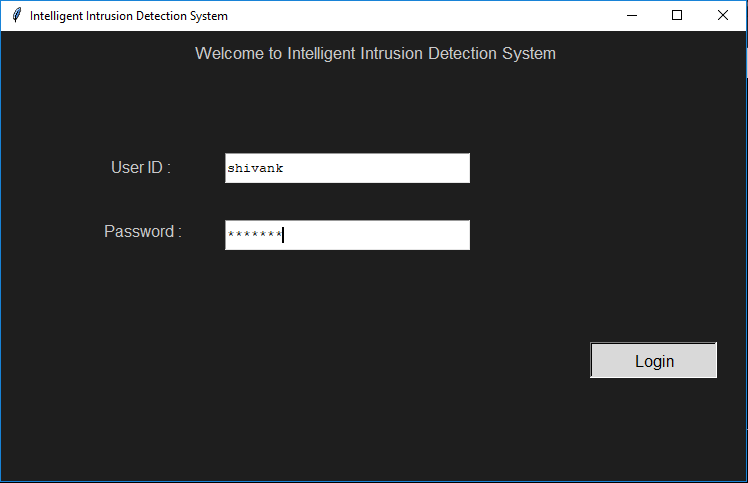 Intelligent Intrusion Detection System
Welcome to Intelligent Intrusion Detection System
User ID : shivank
Password : *******
Login